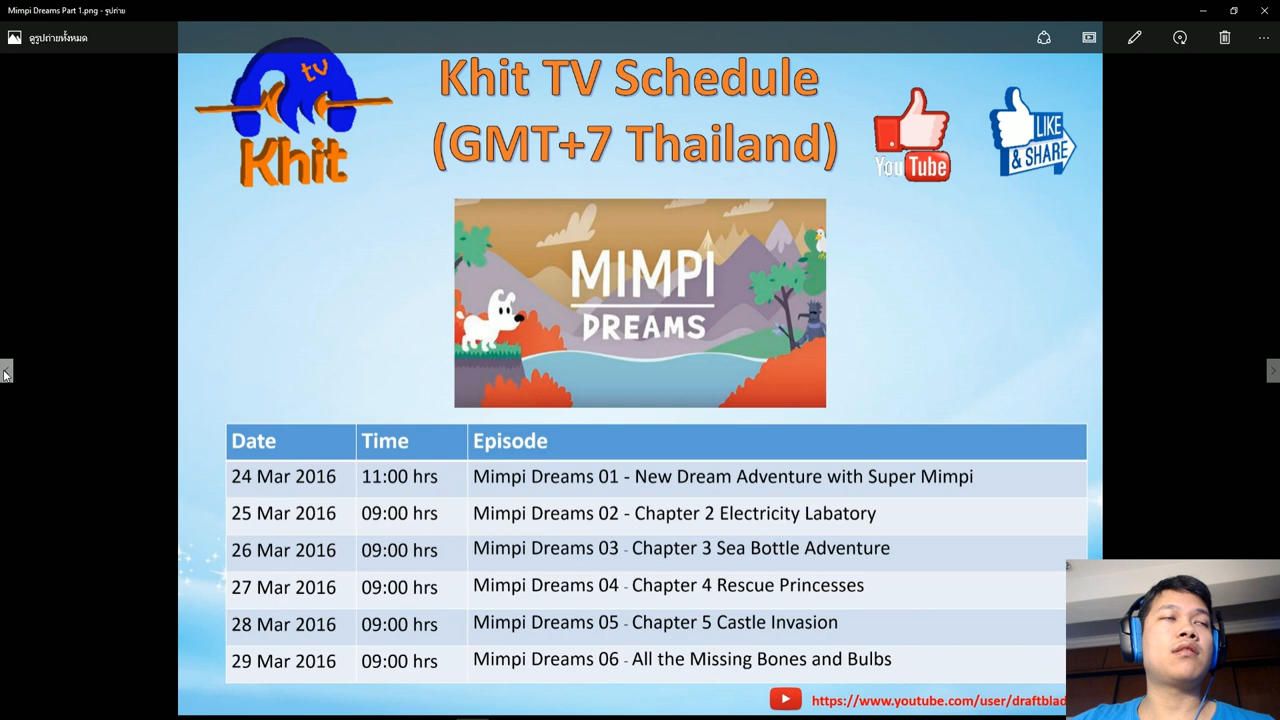 Mimpi Dreams Part 1.png - รูปถ่าย
ดูรูปถ่ายทั้งหมด
tv
Khit
Khit TV Schedule
(GMT+7 Thailand)
YouTube
LIKE
& SHARE
MIMPI
DREAMS
Date Time Episode
24 Mar 2016 11:00 hrs Mimpi Dreams 01 - New Dream Adventure with Super Mimpi
25 Mar 2016 09:00 hrs Mimpi Dreams 02 - Chapter 2 Electricity Labatory
26 Mar 2016 09:00 hrs Mimpi Dreams 03 - Chapter 3 Sea Bottle Adventure
27 Mar 2016 09:00 hrs Mimpi Dreams 04 - Chapter 4 Rescue Princesses
28 Mar 2016 09:00 hrs Mimpi Dreams 05 - Chapter 5 Castle Invasion
29 Mar 2016 09:00 hrs Mimpi Dreams 06 - All the Missing Bones and Bulbs
https://www.youtube.com/user/draftblad